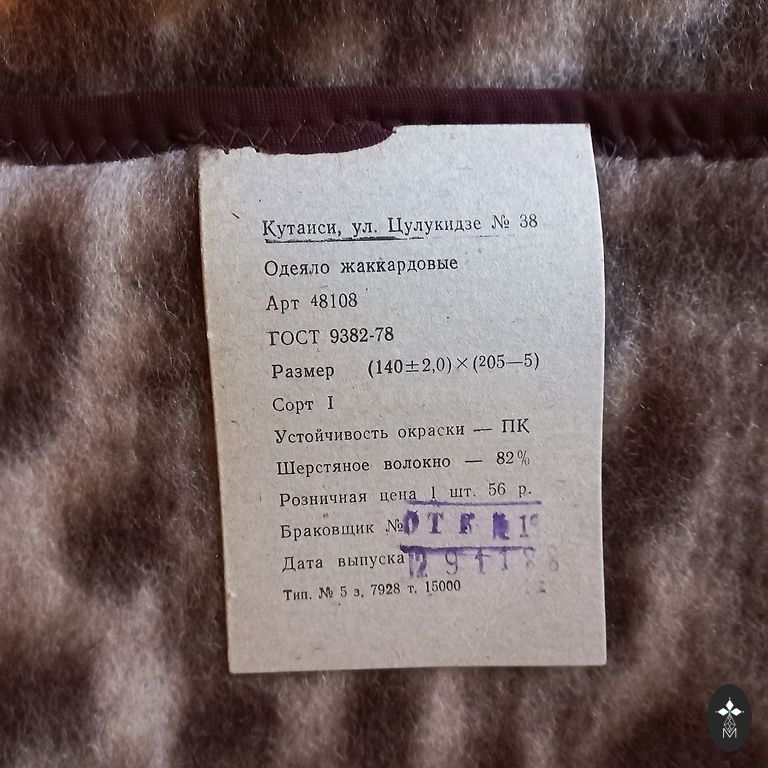 Кутаиси, ул. Цулукидзе № 38
Одеяло жаккардовые
Арт 48108
ГОСТ 9382-78
Размер (140±2,0)×(205—5)
Сорт I
Устойчивость окраски — ПК
Шерстяное волокно — 82%
Розничная цена 1 шт. 56 р.
Браковщик №
Дата выпуска
Тип. № 5 з. 7928 т. 15000
M